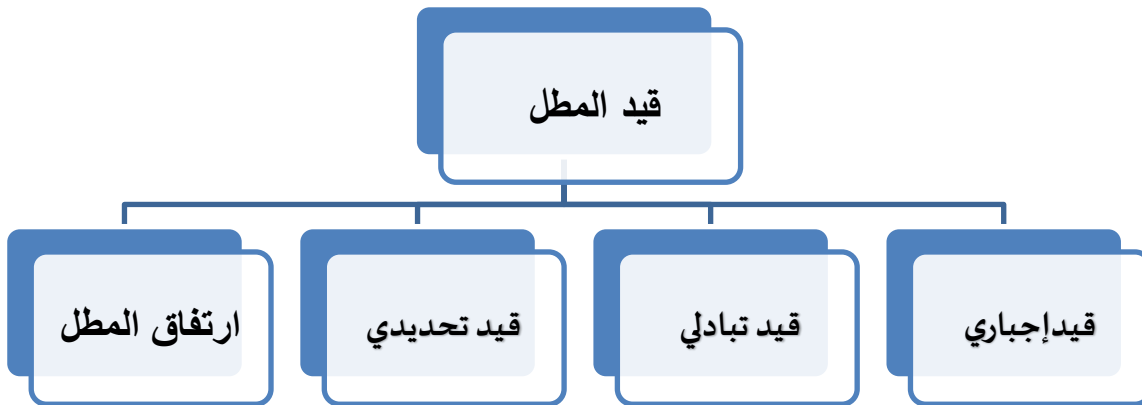 قيد المطل
قيدإجباري
قيد تبادلي
قيد تحديدي
ارتفاق المطل